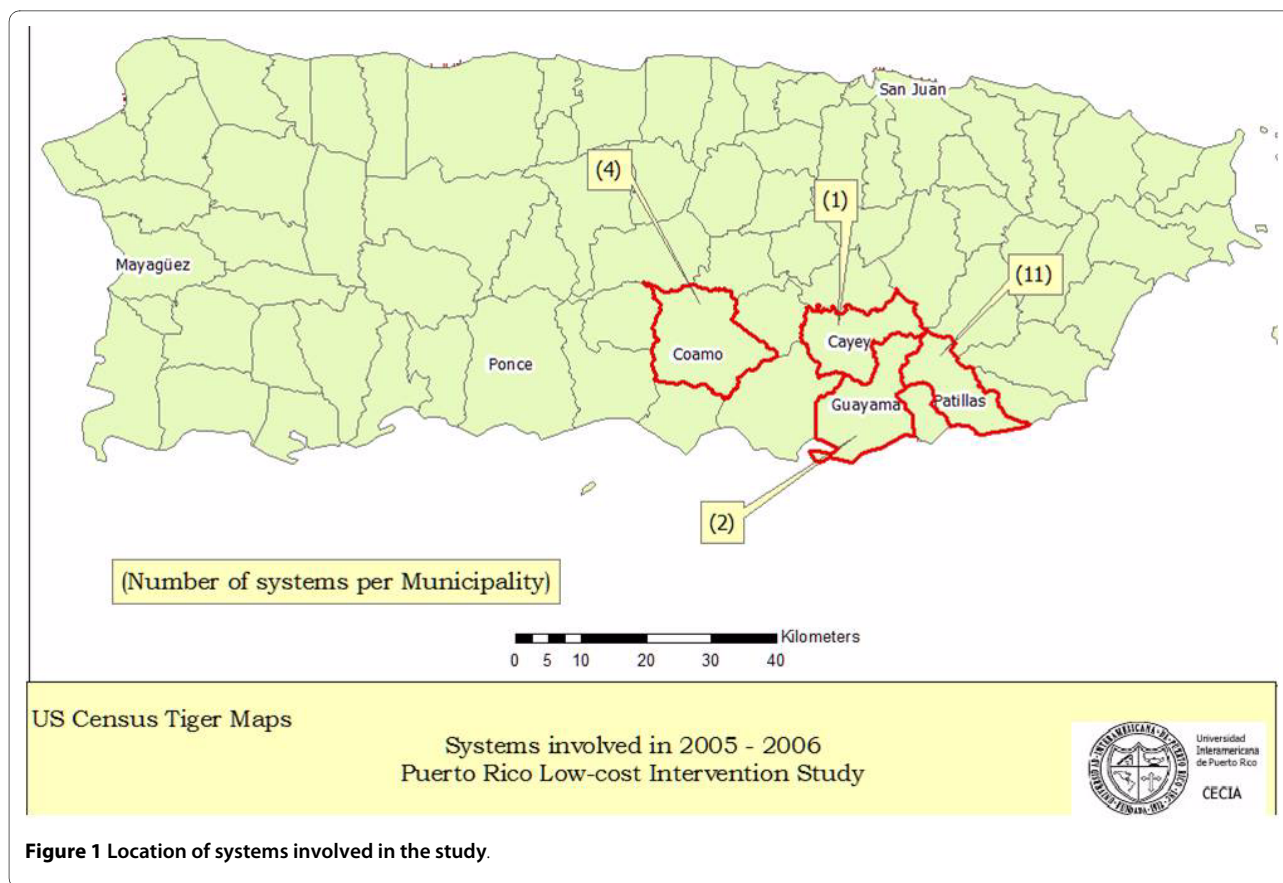 San Juan
(4)
(1)
(11)
Mayagüez
Cayey
Coamo
Ponce
Guayama
Patillas
(2)
(Number of systems per Municipality)
Kilometers
0 5 10 20 30 40
US Census Tiger Maps
Systems involved in 2005 - 2006
Puerto Rico Low-cost Intervention Study
Universidad
Interamericana
de Puerto Rico
CECIA
Figure 1 Location of systems involved in the study.